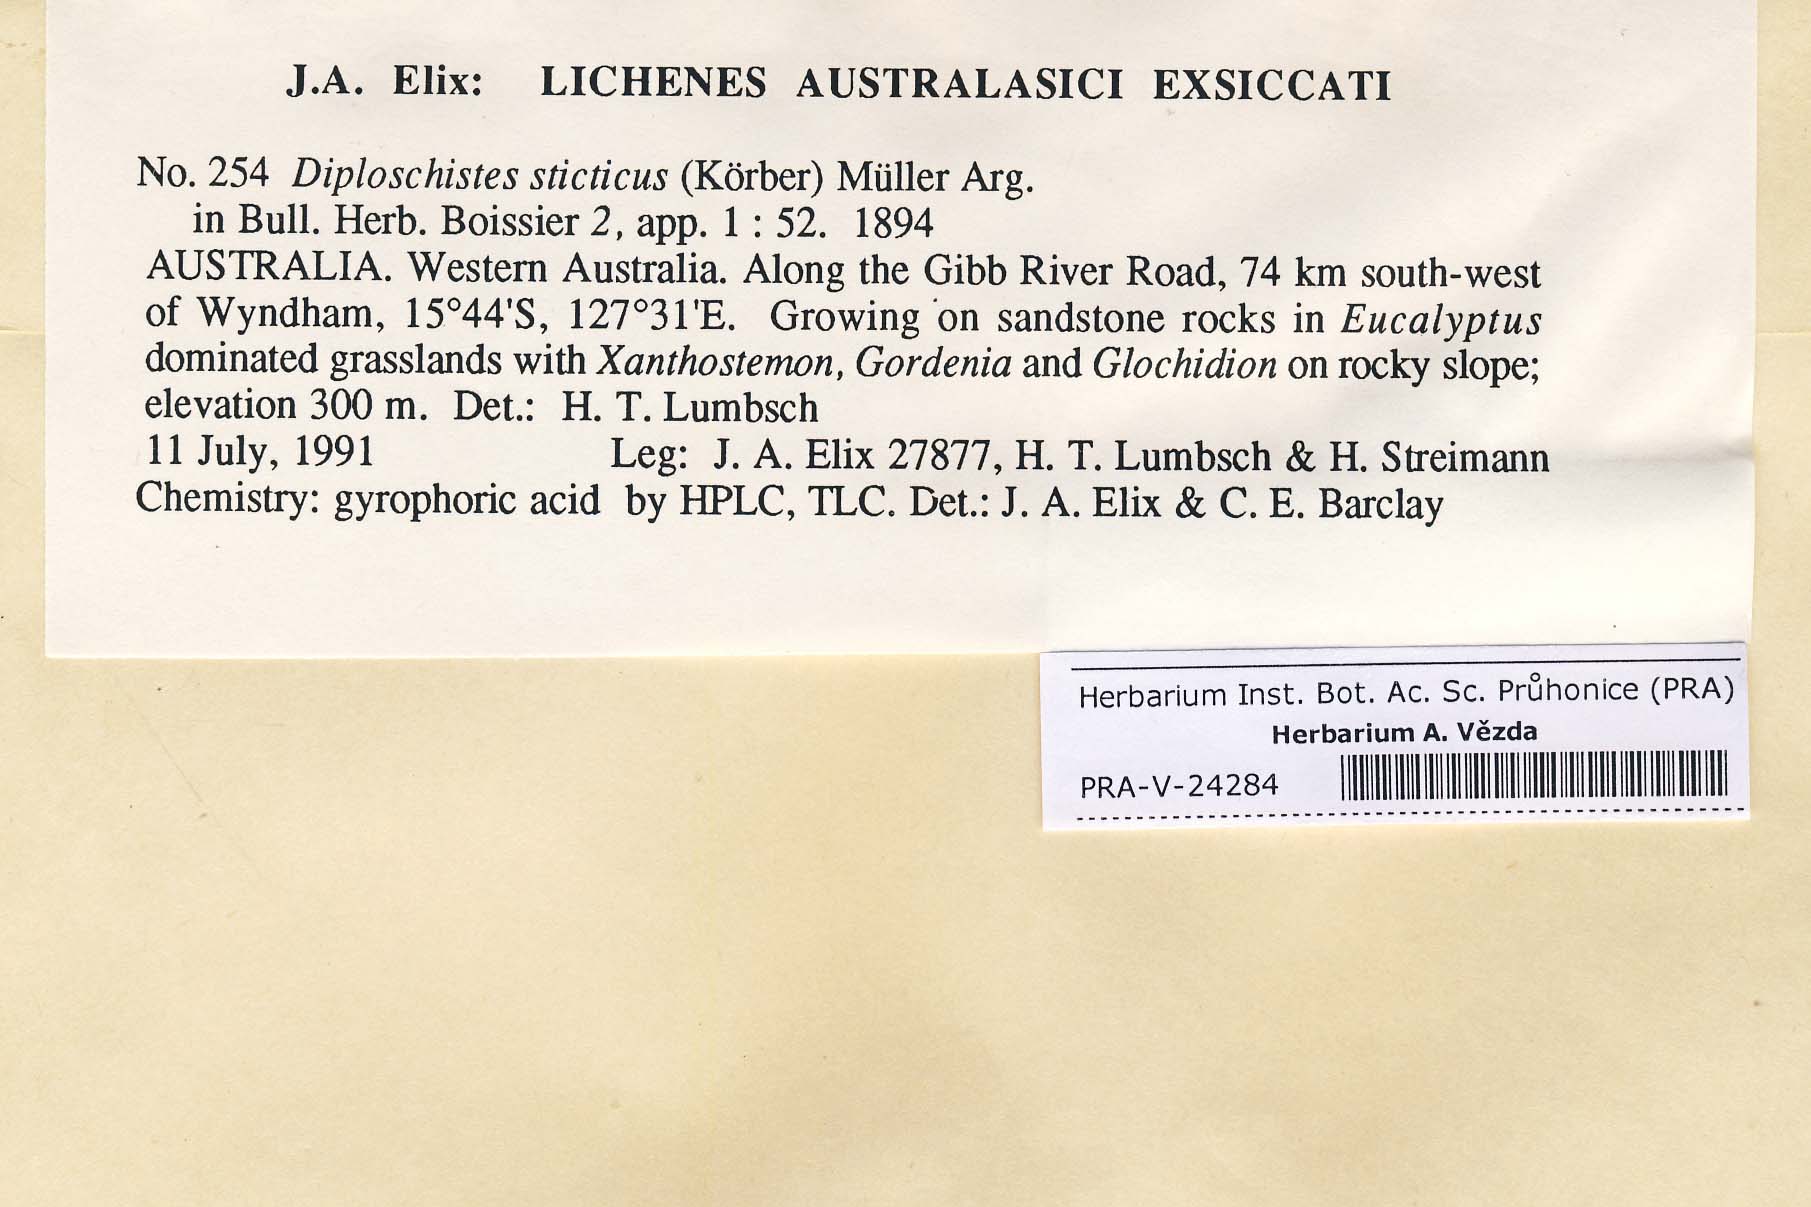 J.A. Elix: LICHENES AUSTRALASICI EXSICCATI
No. 254 Diploschistes sticticus (Körber) Müller Arg.
in Bull. Herb. Boissier 2, app. 1 : 52. 1894
AUSTRALIA. Western Australia. Along the Gibb River Road, 74 km south-west
of Wyndham, 15°44'S, 127°31'E. Growing on sandstone rocks in Eucalyptus
dominated grasslands with Xanthostemon, Gordenia and Glochidion on rocky slope;
elevation 300 m. Det.: H. T. Lumbsch
11 July, 1991 Leg: J. A. Elix 27877, H. T. Lumbsch & H. Streimann
Chemistry: gyrophoric acid by HPLC, TLC. Det.: J. A. Elix & C. E. Barclay
Herbarium Inst. Bot. Ac. Sc. Průhonice (PRA)
Herbarium A. Vězda
PRA-V-24284